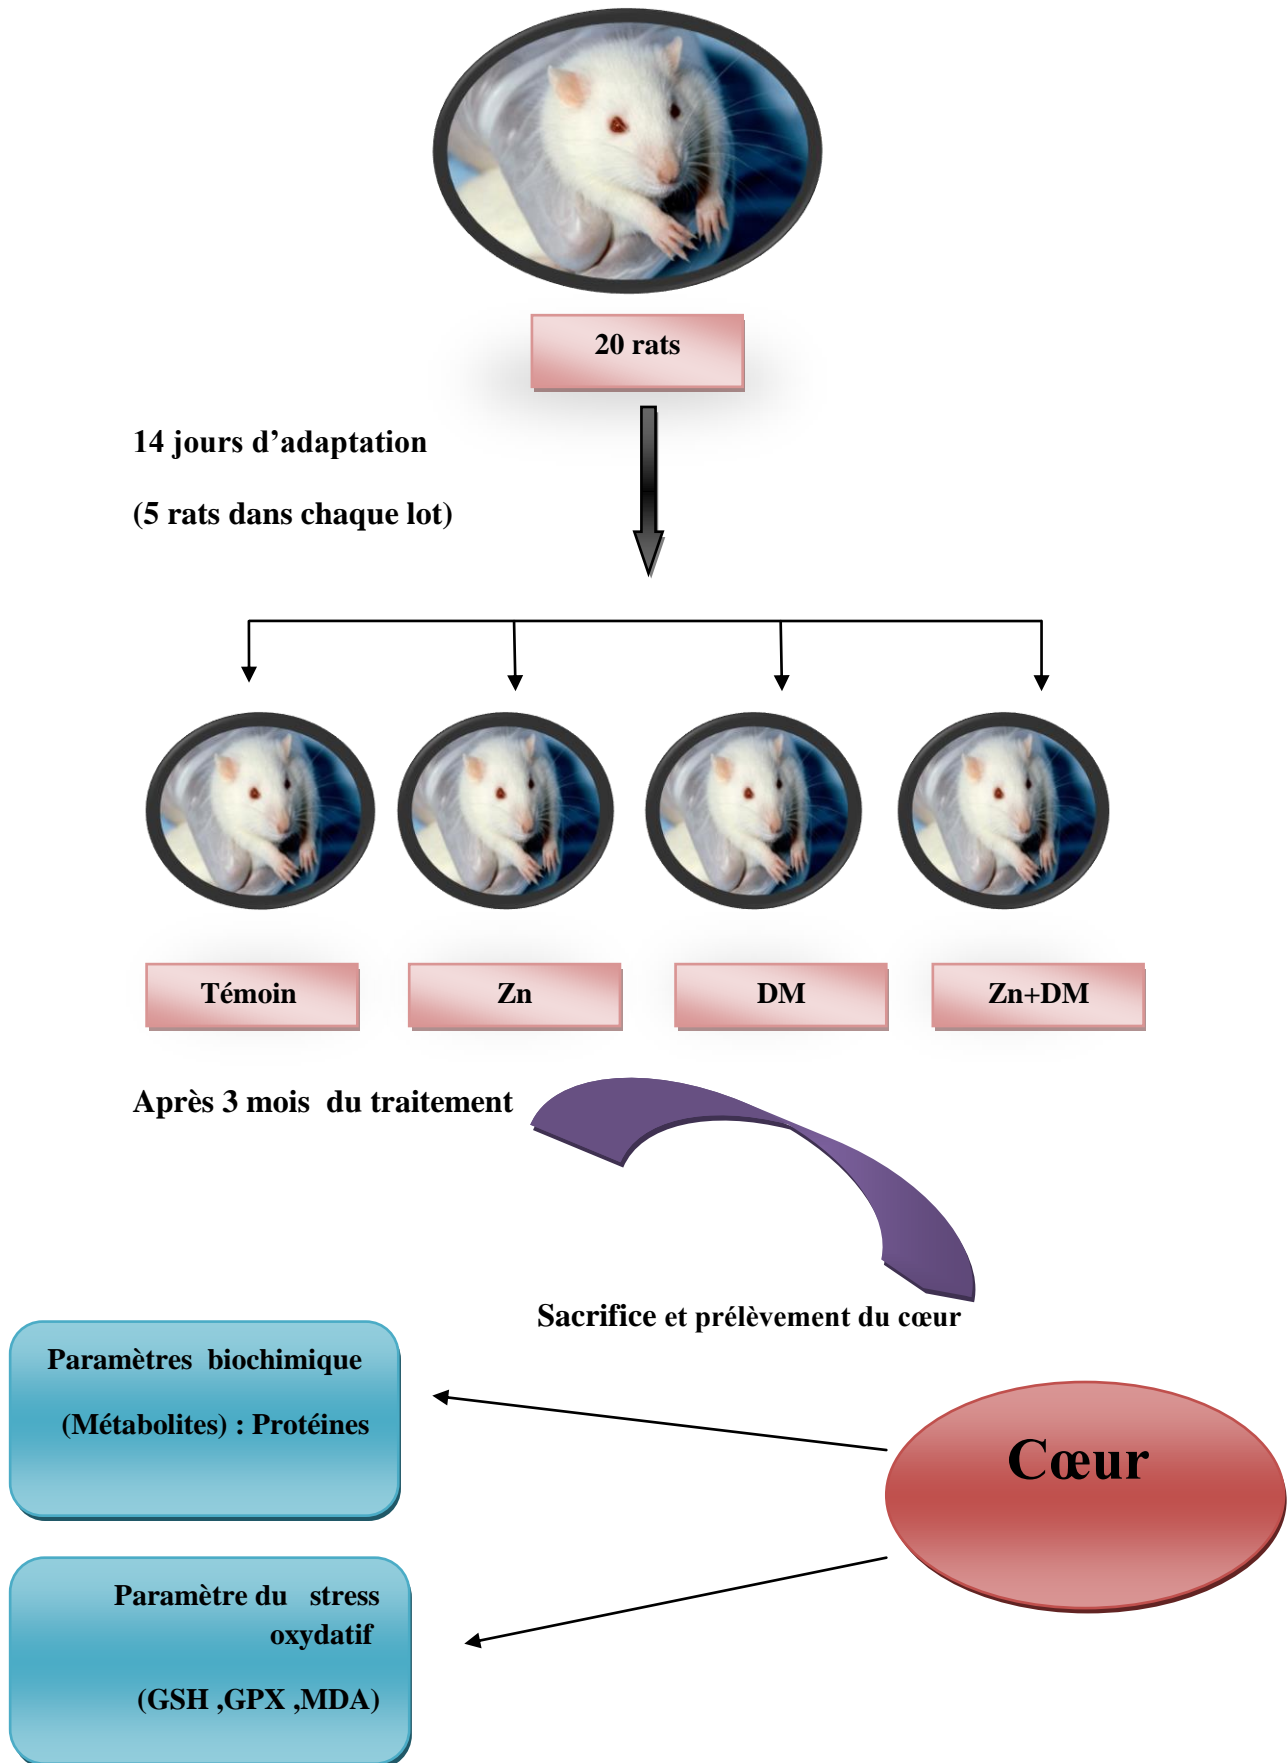 20 rats
14 jours d’adaptation
(5 rats dans chaque lot)
Témoin
Zn
DM
Zn+DM
Après 3 mois  du traitement
Sacrifice et prélèvement du cœur
Paramètres  biochimique
(Métabolites) : Protéines
Cœur
Paramètre du   stress
oxydatif
(GSH ,GPX ,MDA)